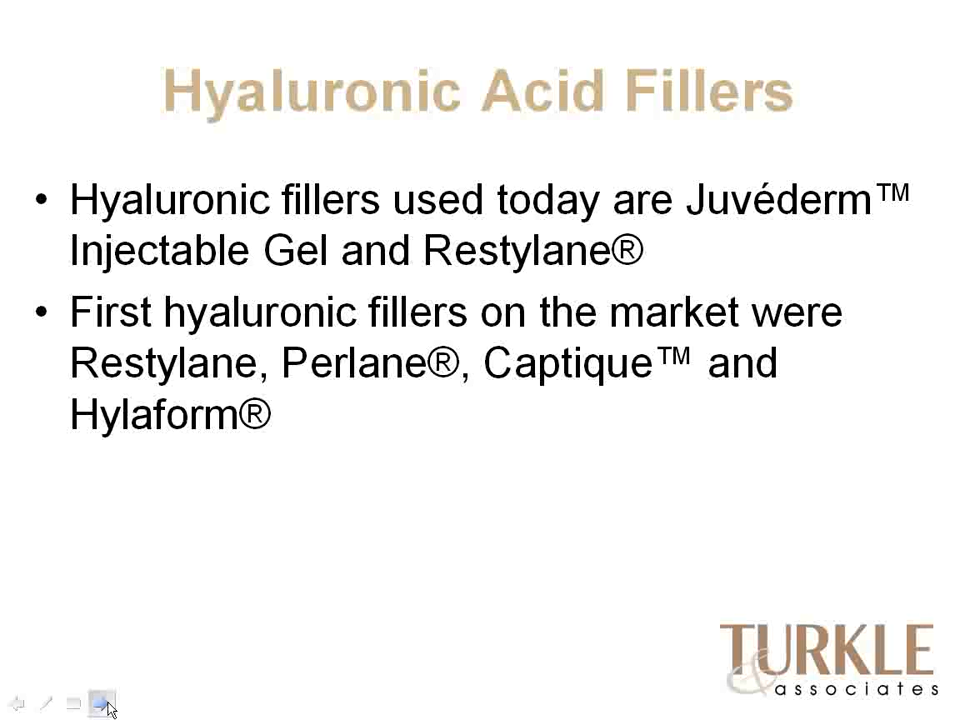 Hyaluronic Acid Fillers
• Hyaluronic fillers used today are Juvéderm™
Injectable Gel and Restylane®
• First hyaluronic fillers on the market were
Restylane, Perlane®, Captique™ and
Hylaform®
TURKLE
& associates